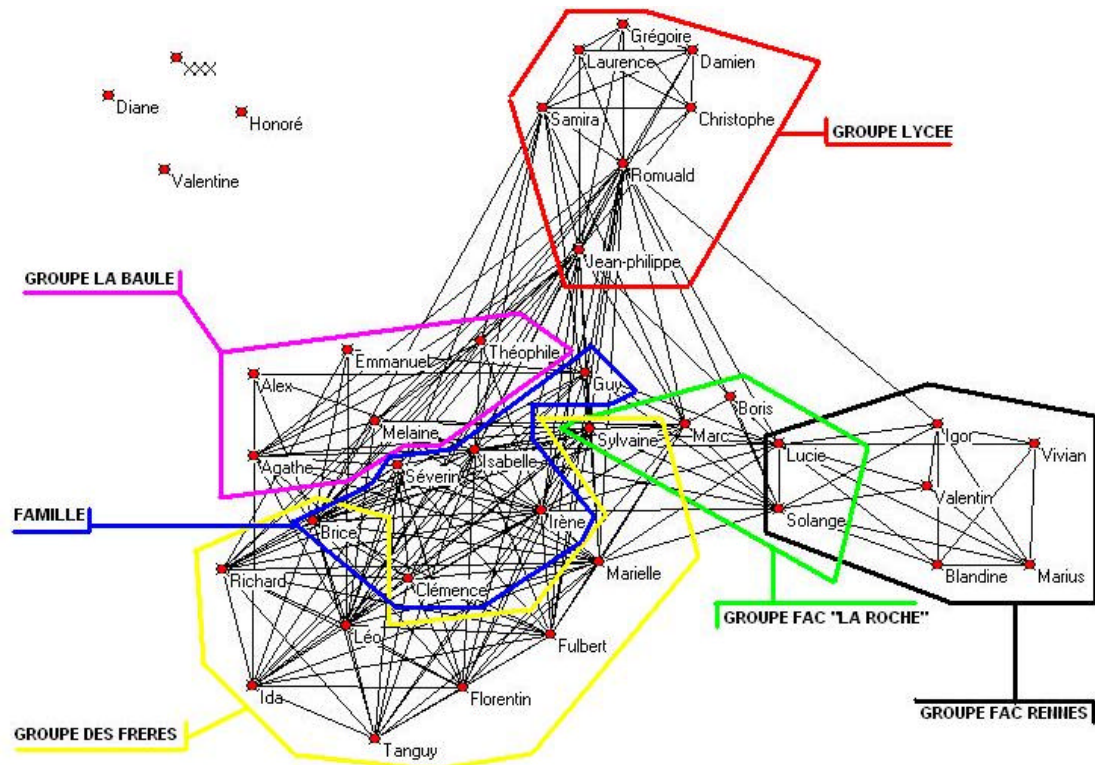 Grégoire
XXX
Laurence
Damien
Diane
Honoré
Samira
Christophe
GROUPE LYCEE
Valentine
Romuald
Jean-philippe
GROUPE LA BAULE
Emmanuel
Théophile
Alex
Guy
Boris
Melaine
Sylvaine
Marc
Igor
Lucie
Vivian
Agathe
Séverin
Isabelle
Valentin
FAMILLE
Brice
Irène
Solange
Richard
Clémence
Marielle
Blandine
Marius
GROUPE FAC "LA ROCHE"
Léo
Fulbert
Ida
Florentin
GROUPE FAC RENNES
GROUPE DES FRERES
Tanguy